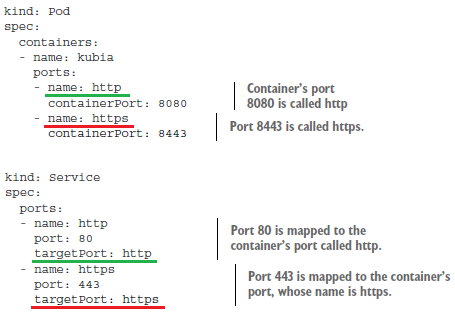 kind: Pod
spec:
containers:
- name: kubia
ports:
- name: http
containerPort: 8080
- name: https
containerPort: 8443
Container's port
8080 is called http
Port 8443 is called https.
kind: Service
spec:
ports:
- name: http
port: 80
targetPort: http
- name: https
port: 443
targetPort: https
Port 80 is mapped to the
container's port called http.
Port 443 is mapped to the container's
port, whose name is https.